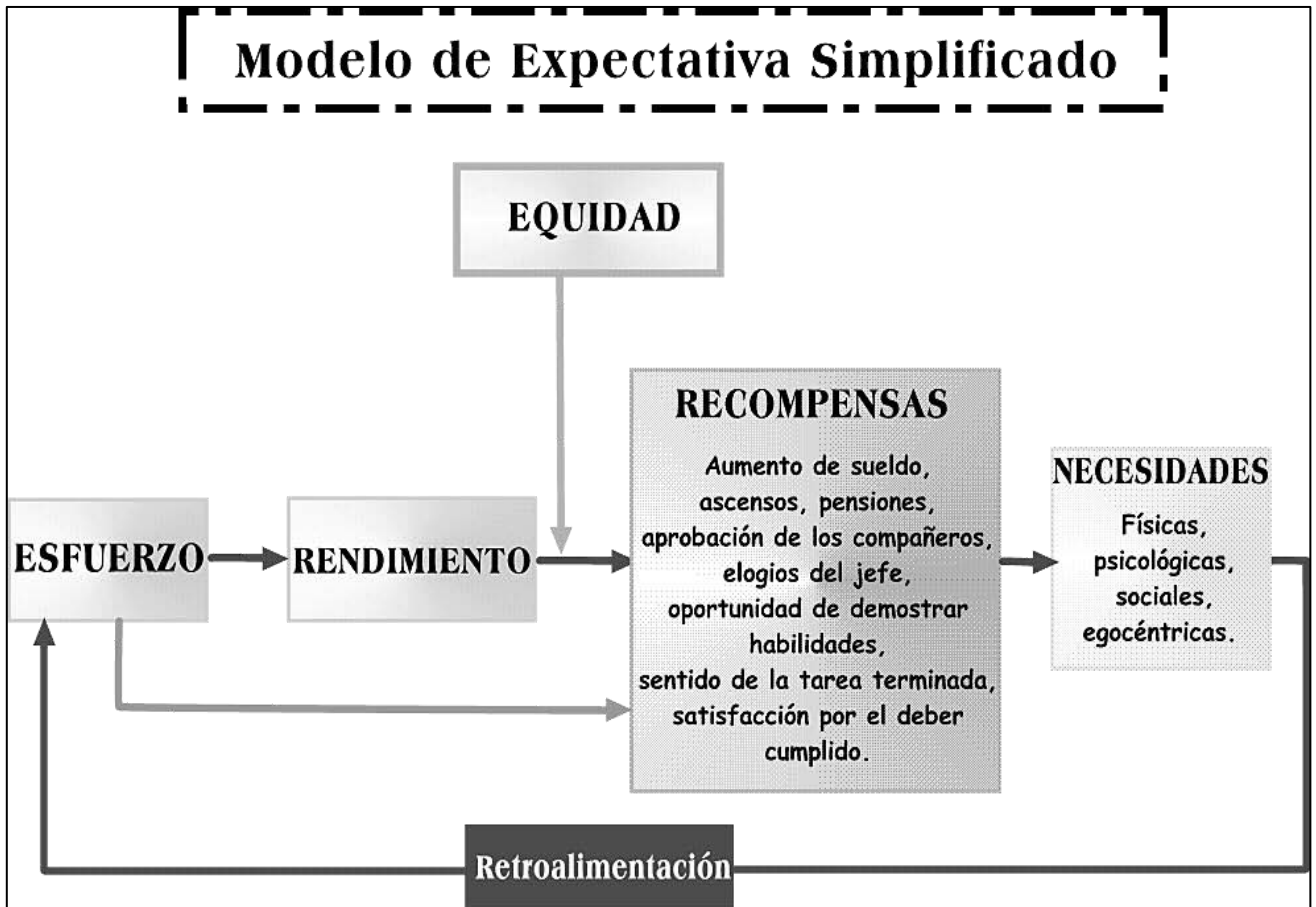 Modelo de Expectativa Simplificado
EQUIDAD
ESFUERZO
RENDIMIENTO
RECOMPENSAS
Aumento de sueldo,
ascensos, pensiones,
aprobación de los compañeros,
elogios del jefe,
oportunidad de demostrar
habilidades,
sentido de la tarea terminada,
satisfacción por el deber
cumplido.
NECESIDADES
Físicas,
psicológicas,
sociales,
egocéntricas.
Retroalimentación